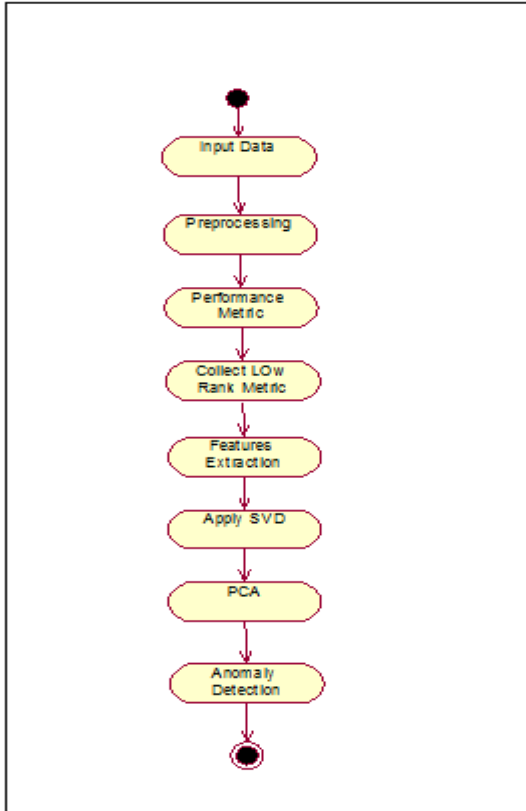 Input Data
Preprocessing
Performance
Metric
Collect LOw
Rank Metric
Features
Extraction
Apply SVD
PCA
Anomaly
Detection